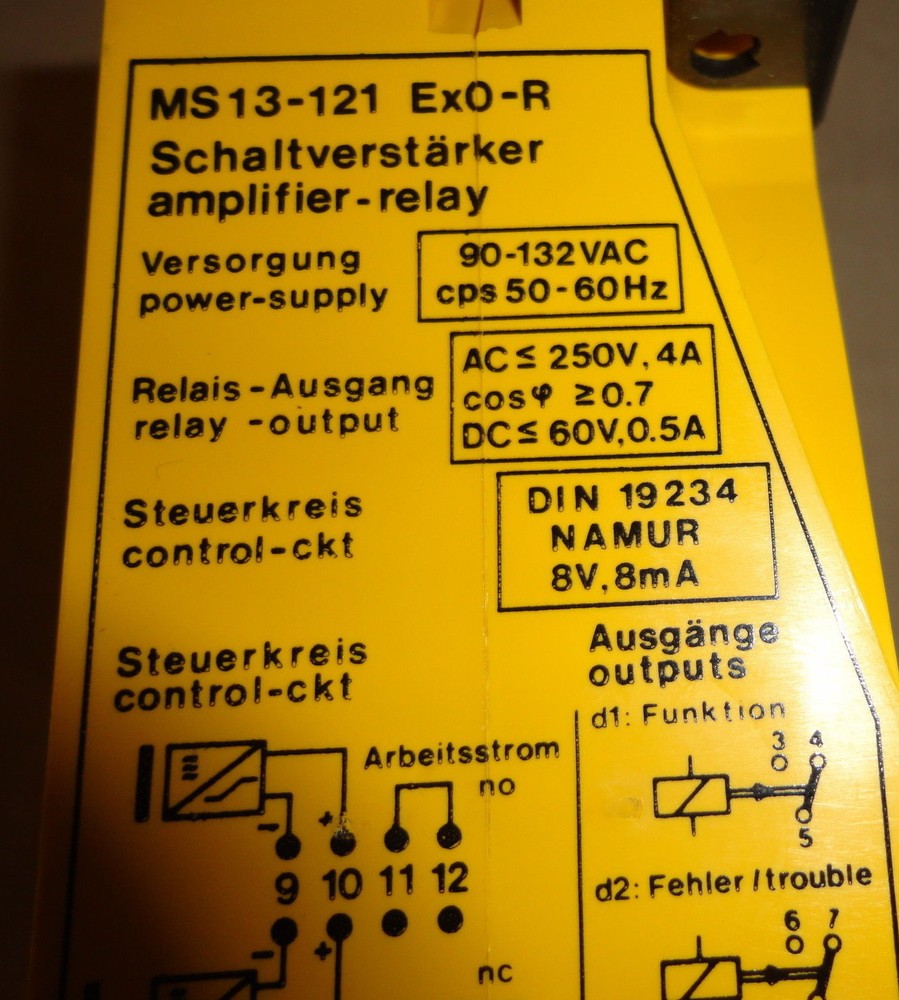 MS13-121 Ex0-R
Schaltverstärker
amplifier-relay
Versorgung
power-supply
90-132VAC
cps 50-60Hz
Relais-Ausgang
relay -output
AC ≤ 250V, 4A
cosφ ≥0.7
DC ≤ 60V, 0.5A
Steuerkreis
control-ckt
DIN 19234
NAMUR
8V, 8mA
Steuerkreis
control-ckt
Ausgänge
outputs
d1: Funktion
3 4
5
Arbeitsstrom
no
- +
9 10 11 12
- +
nc
d2: Fehler/trouble
6 7